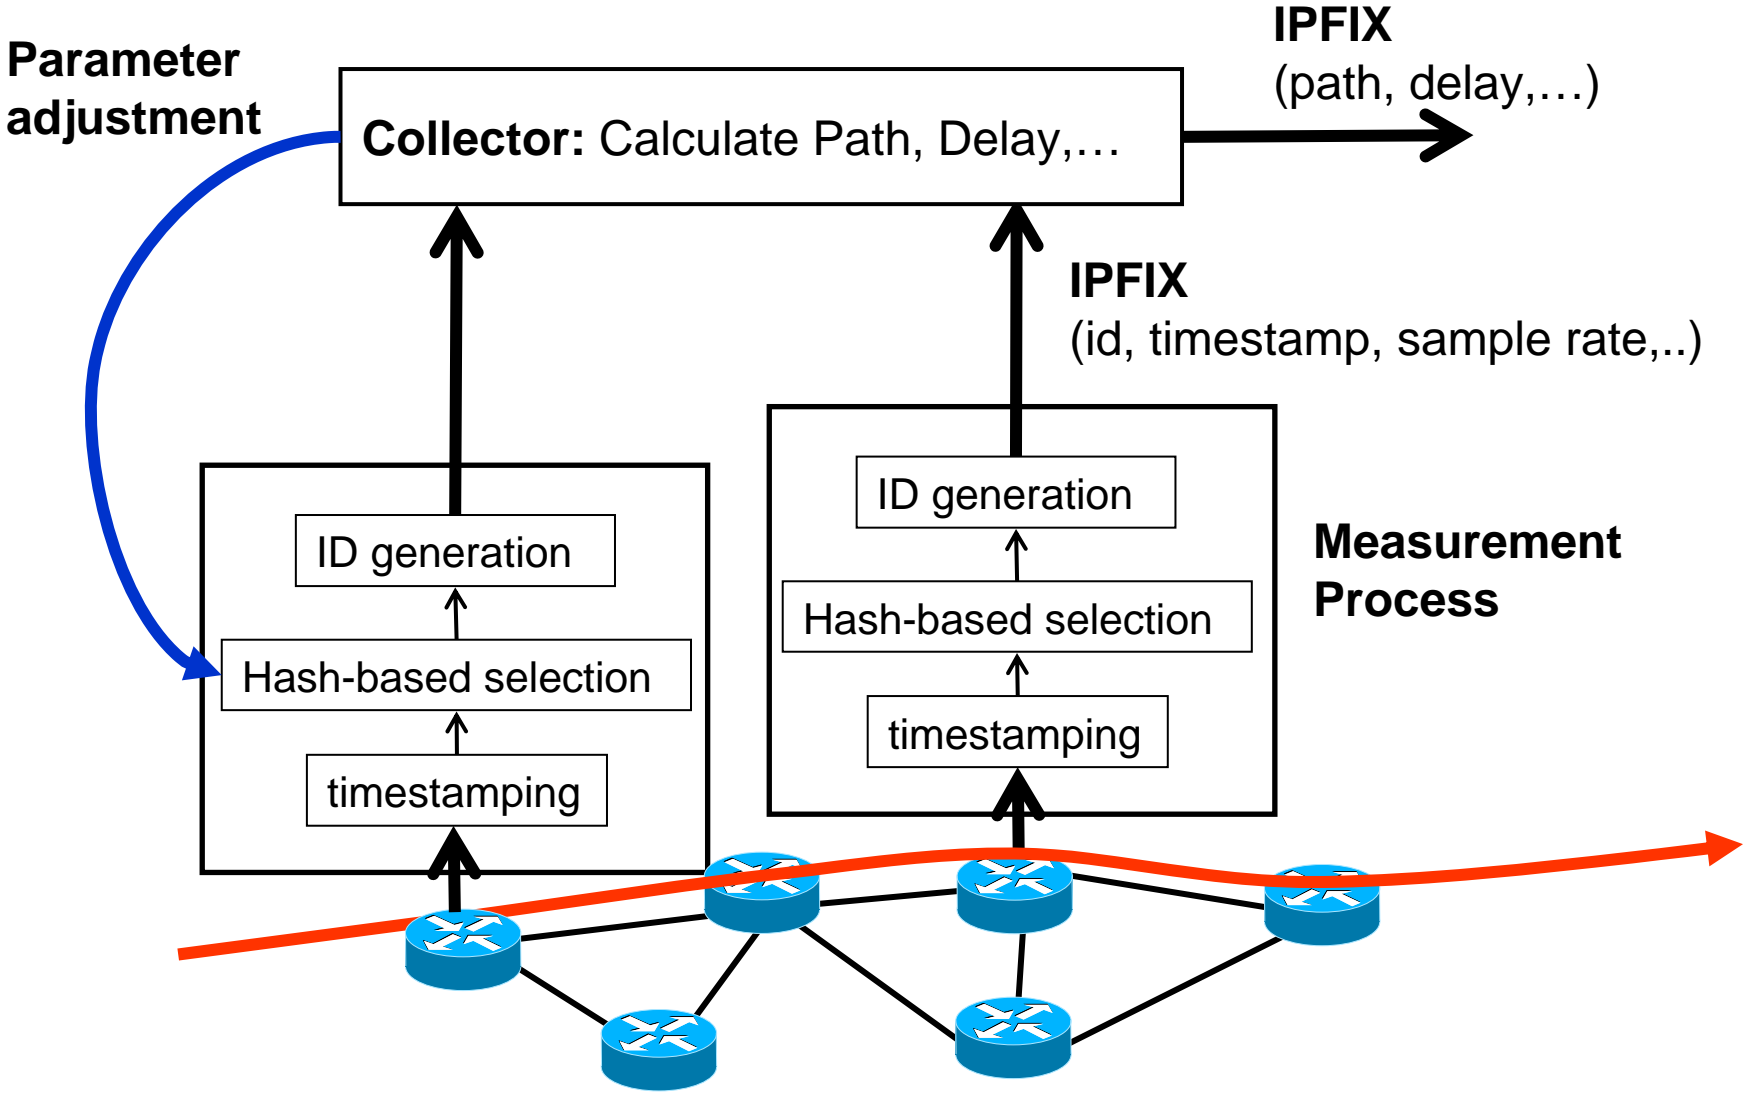 IPFIX
(path, delay,…)
Parameter
adjustment
Collector: Calculate Path, Delay,…
IPFIX
(id, timestamp, sample rate,..)
ID generation
Hash-based selection
timestamping
ID generation
Hash-based selection
timestamping
Measurement
Process